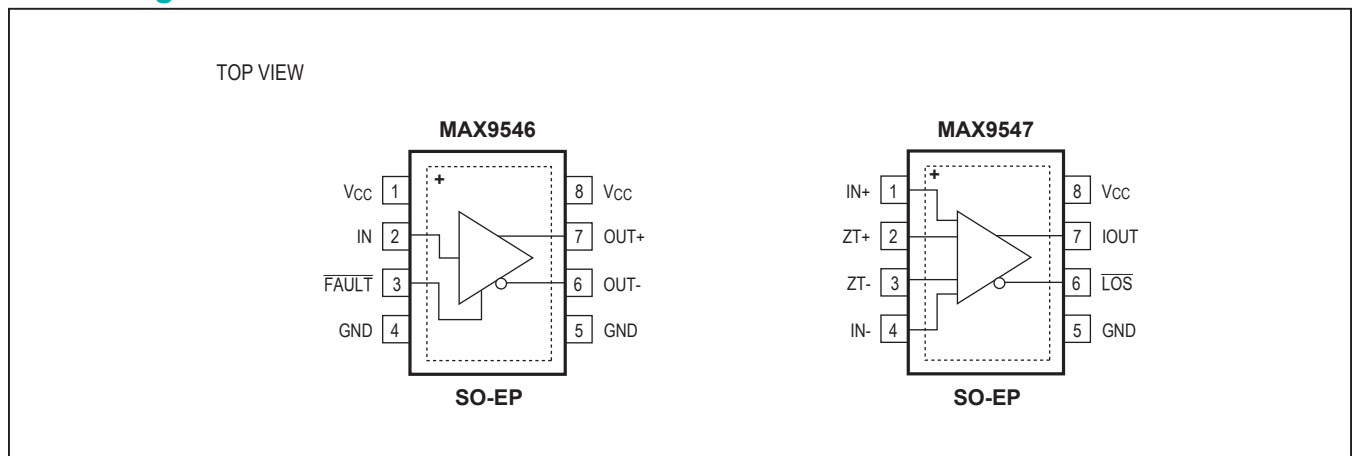 TOP VIEW
MAX9546
VCC 1
IN 2
FAULT 3
GND 4
+
8 VCC
7 OUT+
6 OUT-
5 GND
SO-EP
MAX9547
IN+ 1
ZT+ 2
ZT- 3
IN- 4
+
8 VCC
7 IOUT
6 LOS
5 GND
SO-EP